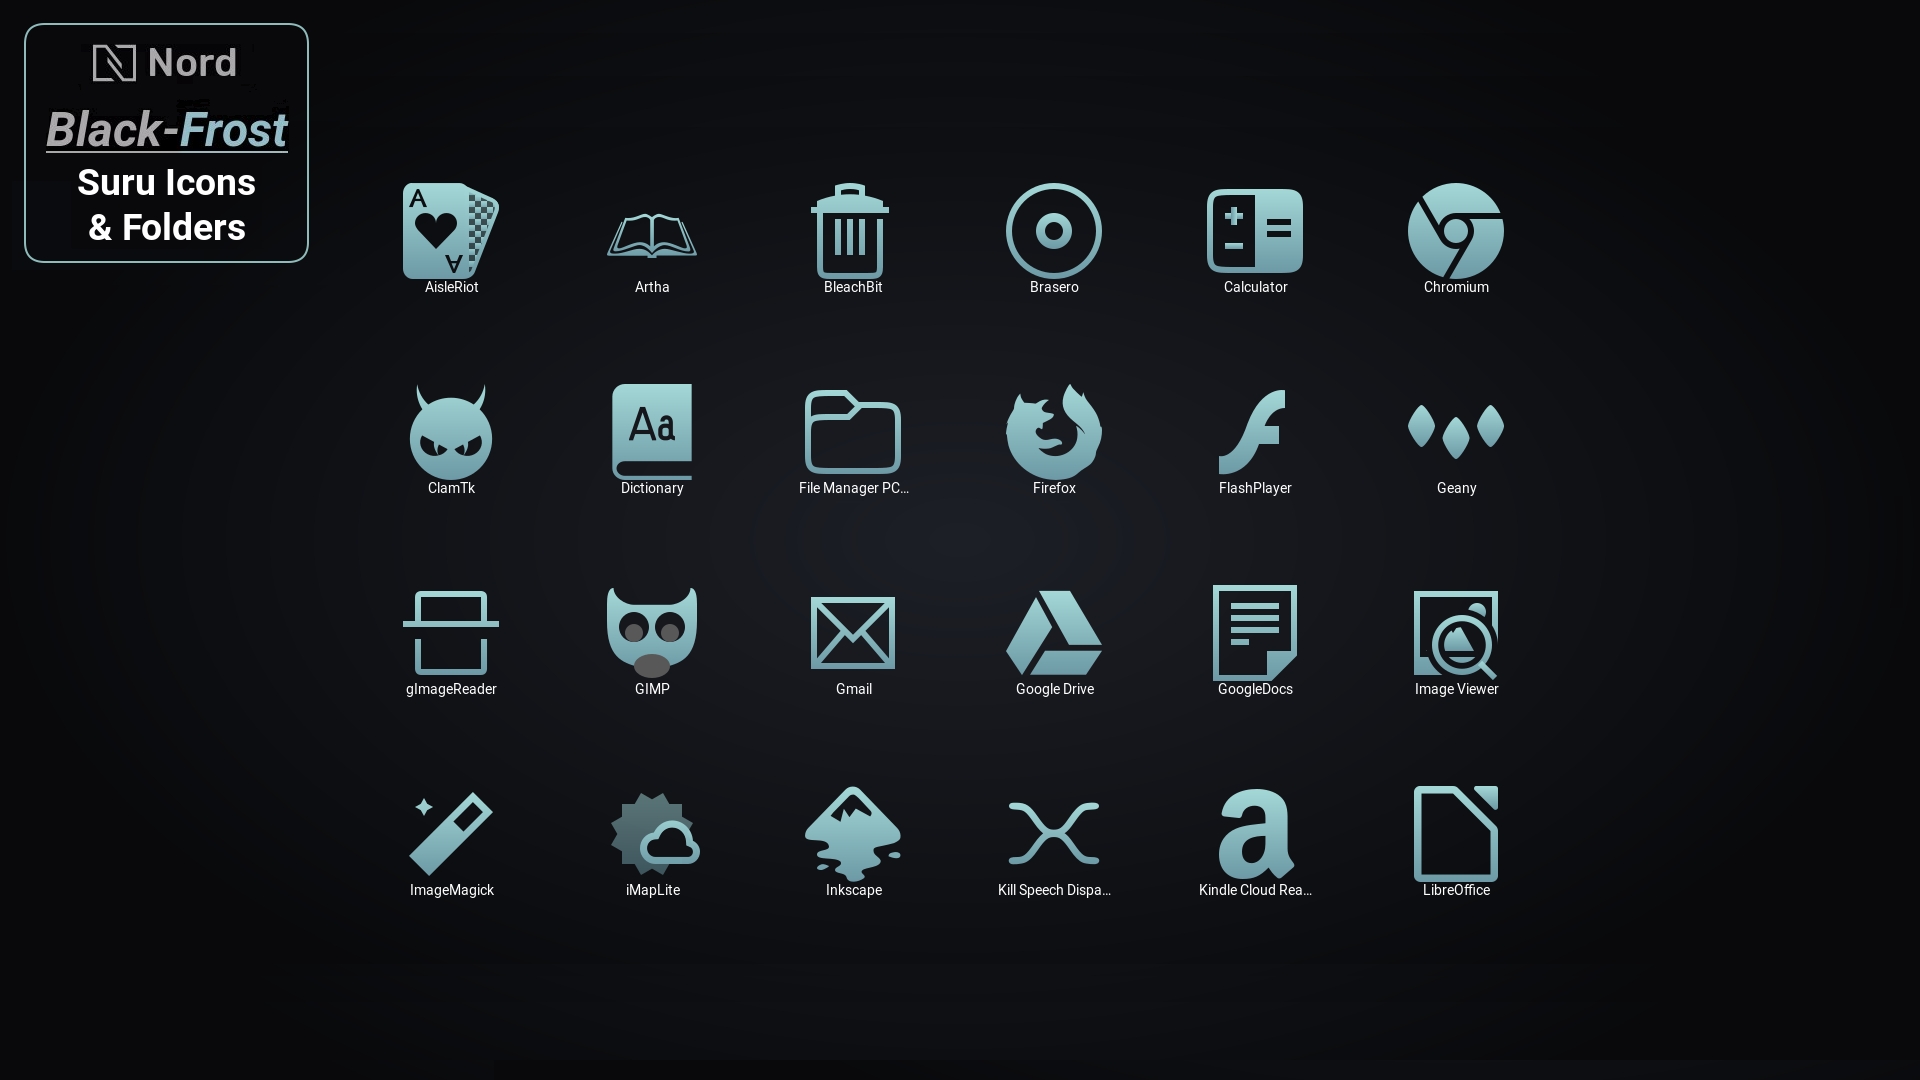 Nord
Black-Frost
Suru Icons
& Folders
A
A
AisleRiot
Artha
BleachBit
Brasero
Calculator
Chromium
Aa
ClamTk
Dictionary
File Manager PC...
Firefox
FlashPlayer
Geany
gImageReader
GIMP
Gmail
Google Drive
GoogleDocs
Image Viewer
a
ImageMagick
iMapLite
Inkscape
Kill Speech Dispa...
Kindle Cloud Rea...
LibreOffice